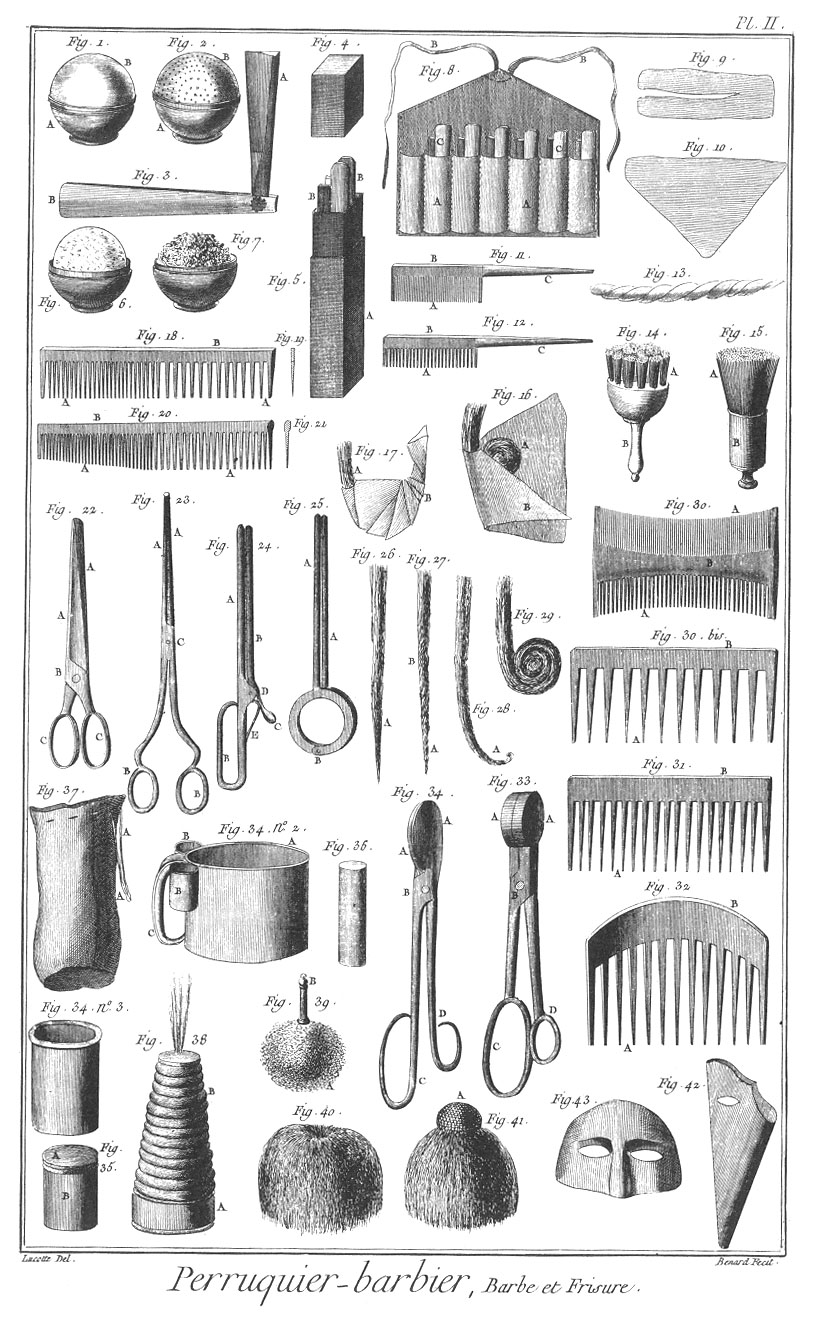 Pl. II.
Fig. 1. Fig. 2. Fig. 4. Fig. 8. Fig. 9.
B B A B B
A A C C
Fig. 3. Fig. 10.
B B B A A
Fig. 6. Fig. 7. Fig. 5. A
Fig. 11. B A C
Fig. 13.
Fig. 12. B A C
Fig. 18. B A A
Fig. 19.
Fig. 14. A B
Fig. 15. A B
Fig. 20. B A A
Fig. 21
Fig. 17. A B
Fig. 16. A B
Fig. 22. A A B C C
Fig. 23. A A C B B
Fig. 24. A B D C E B
Fig. 25. A A B
Fig. 26 A
Fig. 27. B A
Fig. 28. A
Fig. 29.
Fig. 30. A B A
Fig. 30. bis. B A
Fig. 31. B A
Fig. 37. A A
Fig. 34. n.º 2. B A B C
Fig. 36.
Fig. 34. A A B D C
Fig. 33. A A B C D
Fig. 32 B A
Fig. 34. n.º 3.
Fig. 38 B A
Fig. 39. B A
Fig. 35. A B
Fig. 40.
Fig. 41. A
Fig. 43.
Fig. 42.
Lucotte Del. Benard Fecit.
Perruquier-barbier, Barbe et Frisure.